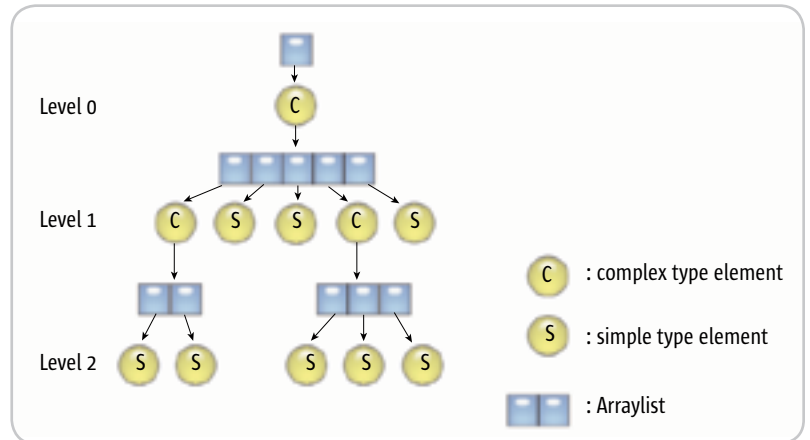 Level 0
C
Level 1
C S S C S
C : complex type element
S : simple type element
Level 2
S S S S S
: Arraylist